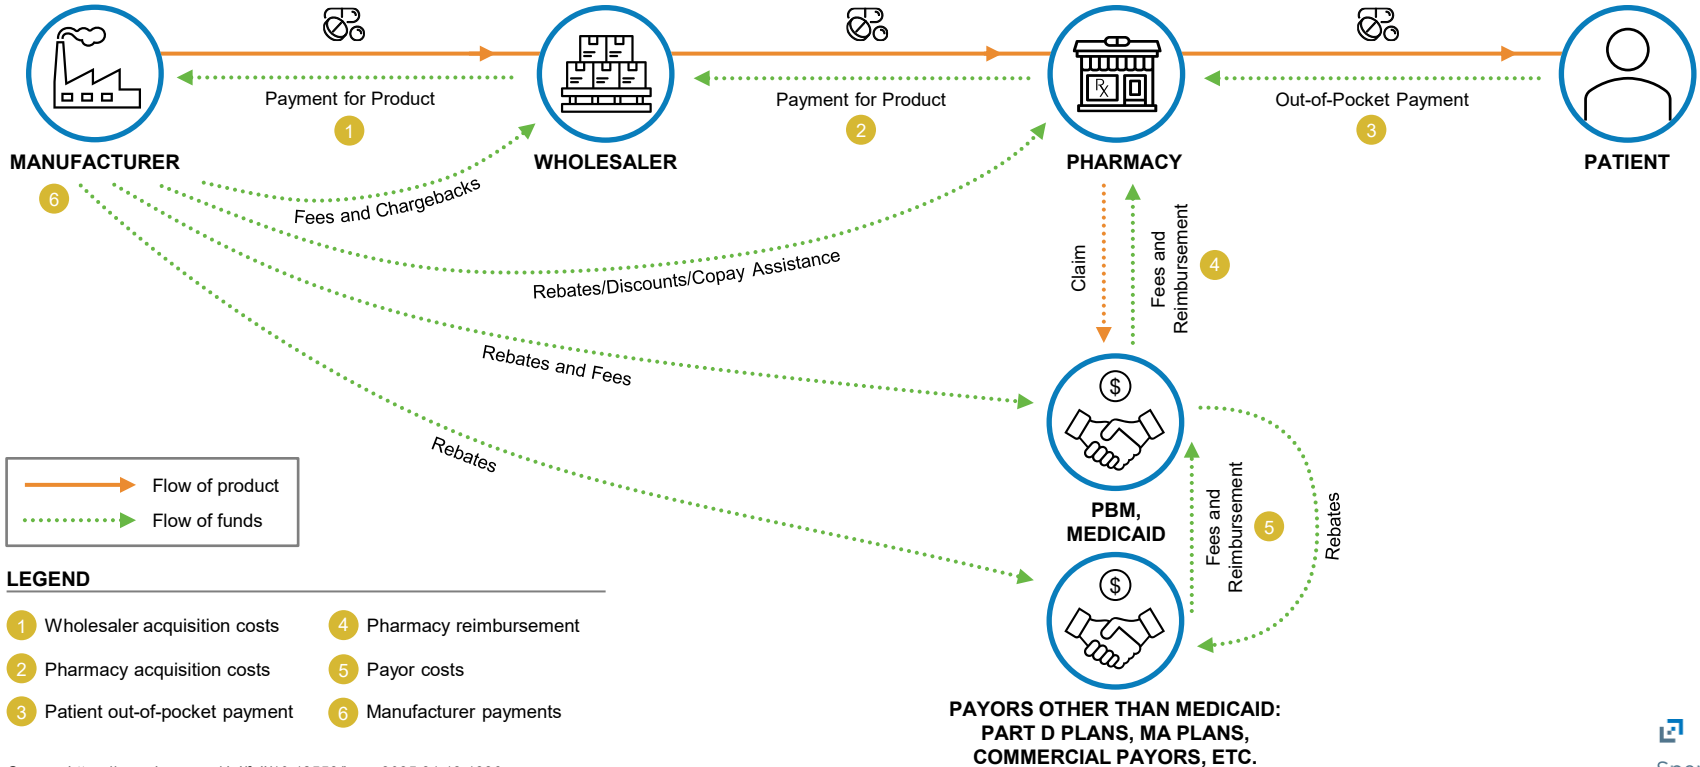 Payment for Product
1
Payment for Product
2
Out-of-Pocket Payment
3
MANUFACTURER
WHOLESALER
PHARMACY
PATIENT
6
Fees and Chargebacks
Rebates/Discounts/Copay Assistance
Rebates and Fees
Rebates
Claim
Fees and
Reimbursement
4
RX
$
PBM,
MEDICAID
Fees and
Reimbursement
5
Rebates
$
PAYORS OTHER THAN MEDICAID:
PART D PLANS, MA PLANS,
COMMERCIAL PAYORS, ETC.
Flow of product
Flow of funds
LEGEND
1 Wholesaler acquisition costs
2 Pharmacy acquisition costs
3 Patient out-of-pocket payment
4 Pharmacy reimbursement
5 Payor costs
6 Manufacturer payments